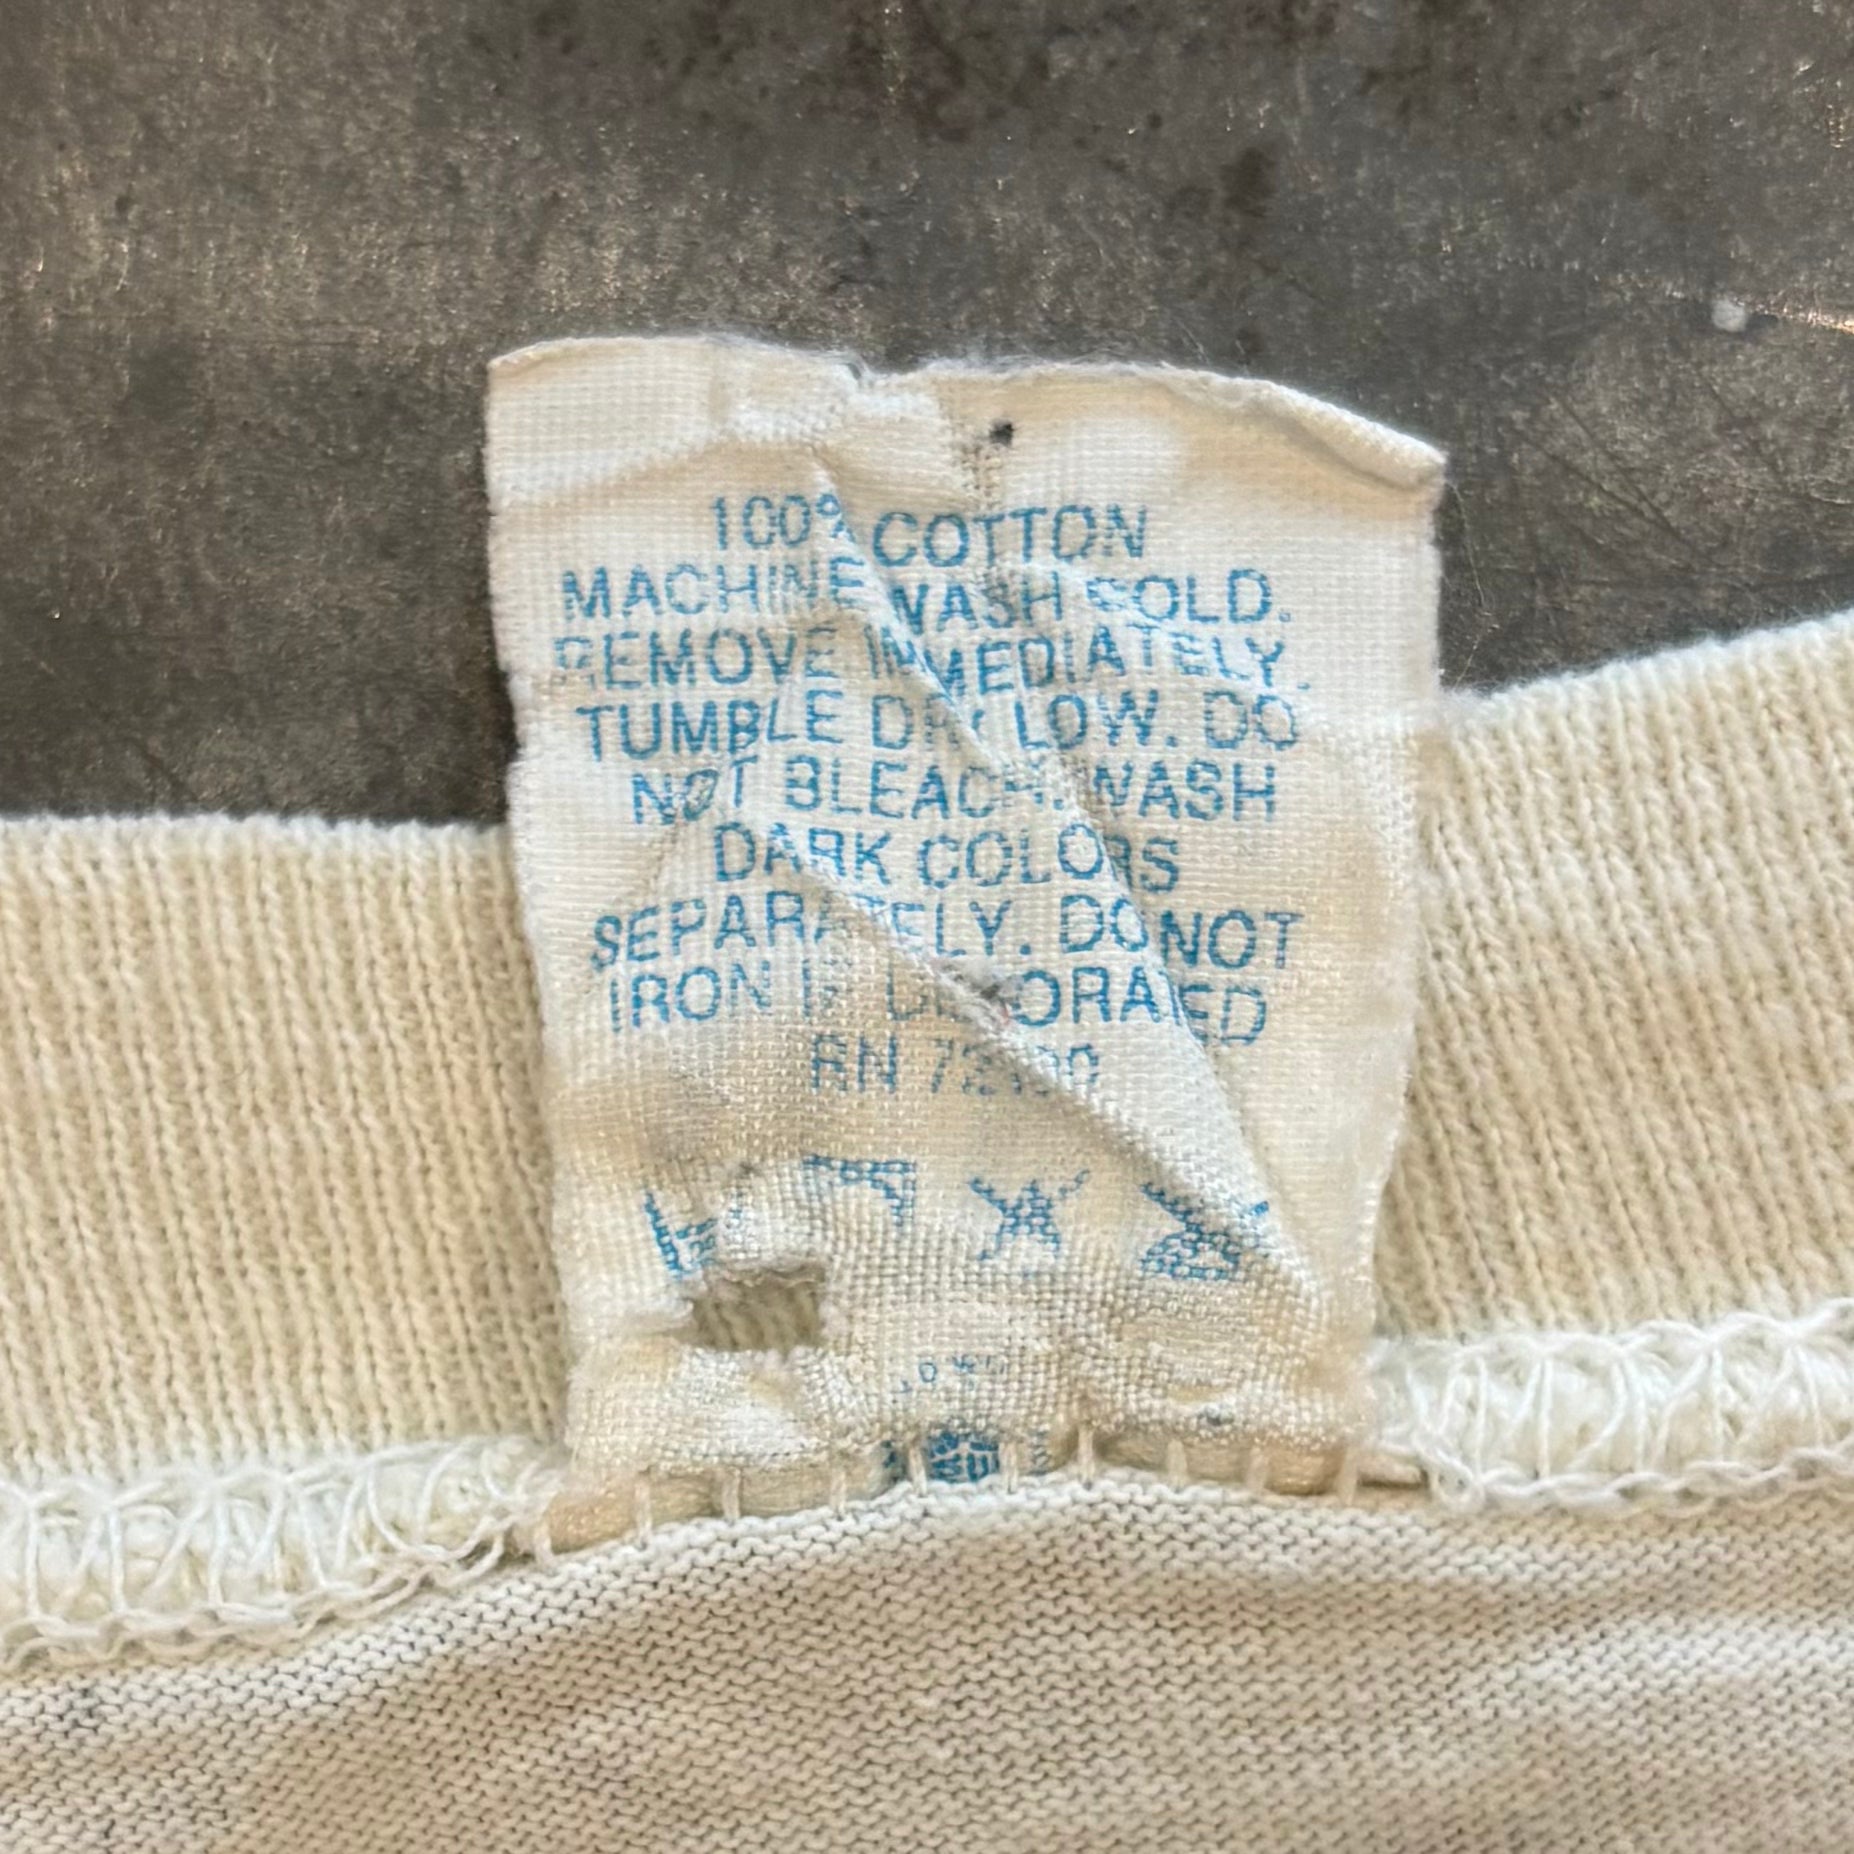 100% COTTON
MACHINE WASH COLD.
REMOVE IMMEDIATELY.
TUMBLE DRY LOW. DO
NOT BLEACH. WASH
DARK COLORS
SEPARATELY. DO NOT
IRON IF DECORATED
RN